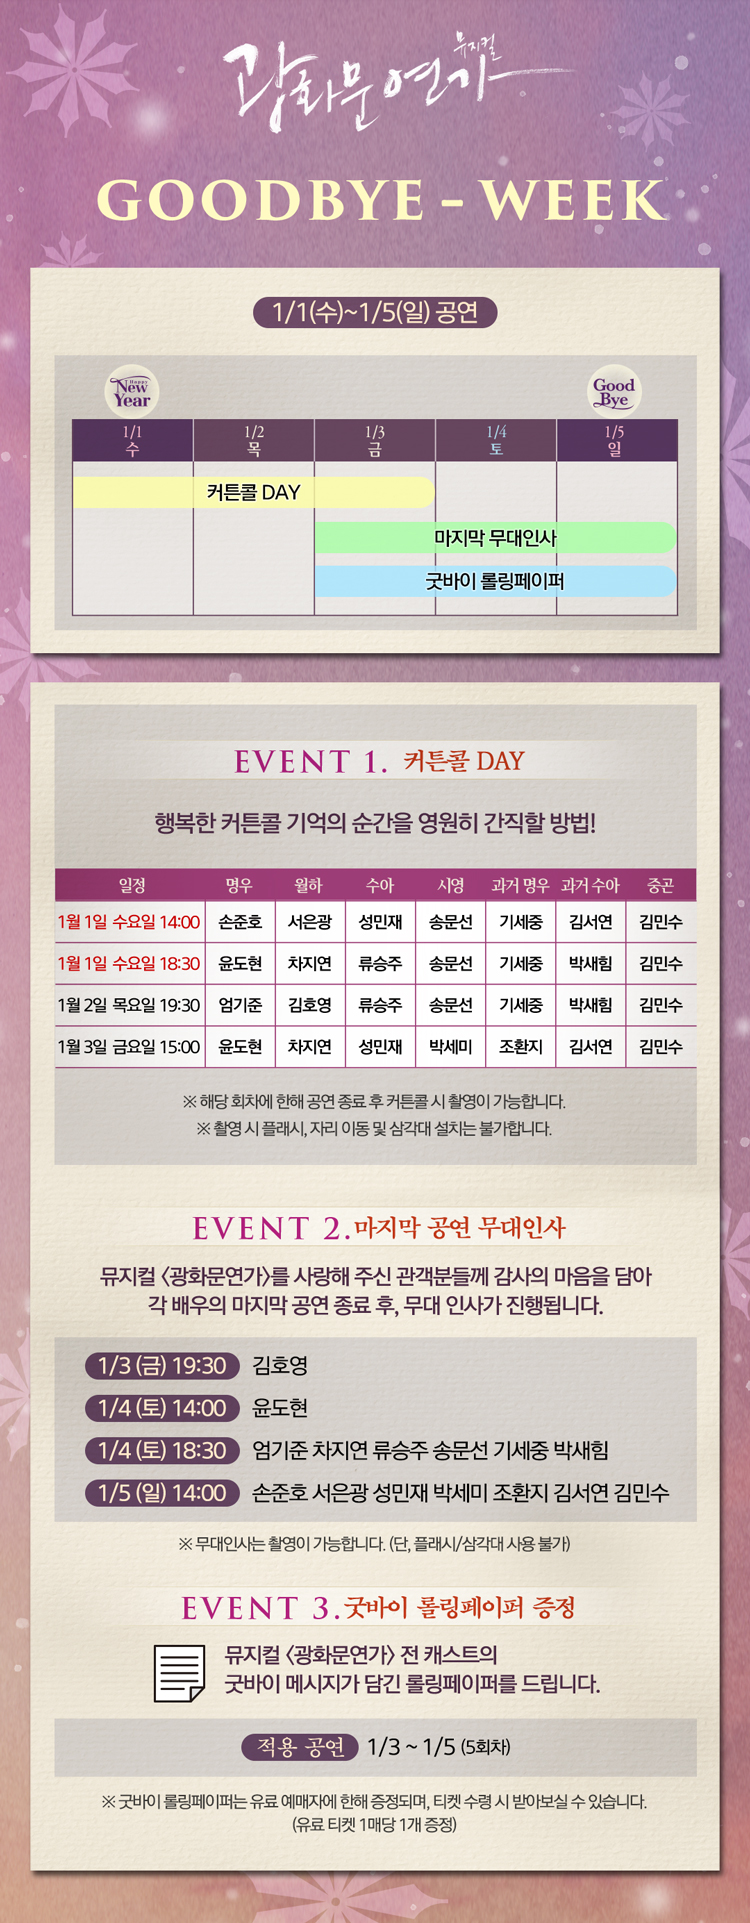 뮤지컬
광화문연가
GOODBYE - WEEK
1/1(수)~1/5(일) 공연
Happy
New
Year
Good
Bye
1/1 1/2 1/3 1/4 1/5
수 목 금 토 일
커튼콜 DAY
마지막 무대인사
굿바이 롤링페이퍼
EVENT 1. 커튼콜 DAY
행복한 커튼콜 기억의 순간을 영원히 간직할 방법!
일정 명우 월하 수아 시영 과거 명우 과거 수아 중곤
1월 1일 수요일 14:00 손준호 서은광 성민재 송문선 기세중 김서연 김민수
1월 1일 수요일 18:30 윤도현 차지연 류승주 송문선 기세중 박새힘 김민수
1월 2일 목요일 19:30 엄기준 김호영 류승주 송문선 기세중 박새힘 김민수
1월 3일 금요일 15:00 윤도현 차지연 성민재 박세미 조환지 김서연 김민수
※ 해당 회차에 한해 공연 종료 후 커튼콜 시 촬영이 가능합니다.
※ 촬영 시 플래시, 자리 이동 및 삼각대 설치는 불가합니다.
EVENT 2. 마지막 공연 무대인사
뮤지컬 〈광화문연가〉를 사랑해 주신 관객분들께 감사의 마음을 담아
각 배우의 마지막 공연 종료 후, 무대 인사가 진행됩니다.
1/3 (금) 19:30 김호영
1/4 (토) 14:00 윤도현
1/4 (토) 18:30 엄기준 차지연 류승주 송문선 기세중 박새힘
1/5 (일) 14:00 손준호 서은광 성민재 박세미 조환지 김서연 김민수
※ 무대인사는 촬영이 가능합니다. (단, 플래시/삼각대 사용 불가)
EVENT 3. 굿바이 롤링페이퍼 증정
뮤지컬 〈광화문연가〉 전 캐스트의
굿바이 메시지가 담긴 롤링페이퍼를 드립니다.
적용 공연 1/3 ~ 1/5 (5회차)
※ 굿바이 롤링페이퍼는 유료 예매자에 한해 증정되며, 티켓 수령 시 받아보실 수 있습니다.
(유료 티켓 1매당 1개 증정)